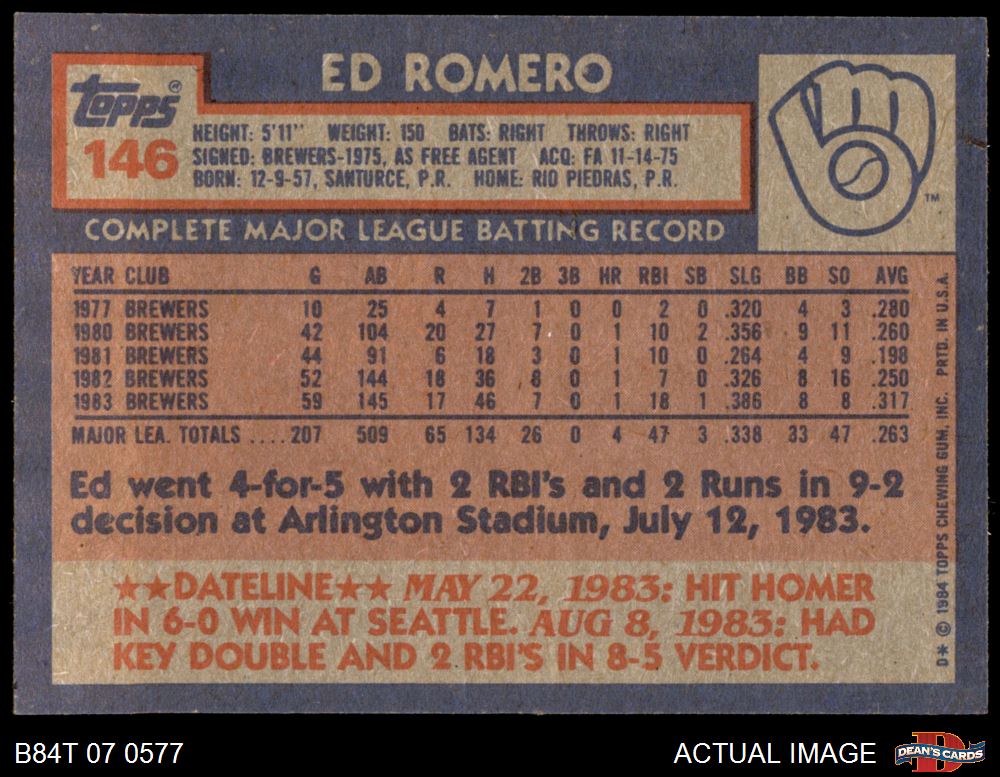 ED ROMERO
topps®
146
HEIGHT: 5'11" WEIGHT: 150 BATS: RIGHT THROWS: RIGHT
SIGNED: BREWERS-1975, AS FREE AGENT ACQ: FA 11-14-75
BORN: 12-9-57, SANTURCE, P.R. HOME: RIO PIEDRAS, P.R.
TM
COMPLETE MAJOR LEAGUE BATTING RECORD
YEAR CLUB G AB R H 2B 3B HR RBI SB SLG BB SO AVG
1977 BREWERS 10 25 4 7 1 0 0 2 0 .320 4 3 .280
1980 BREWERS 42 104 20 27 7 0 1 10 2 .356 9 11 .260
1981 BREWERS 44 91 6 18 3 0 1 10 0 .264 4 9 .198
1982 BREWERS 52 144 18 36 8 0 1 7 0 .326 8 16 .250
1983 BREWERS 59 145 17 46 7 0 1 18 1 .386 8 8 .317
MAJOR LEA. TOTALS ....207 509 65 134 26 0 4 47 3 .338 33 47 .263
Ed went 4-for-5 with 2 RBI's and 2 Runs in 9-2
decision at Arlington Stadium, July 12, 1983.
★★DATELINE★★ MAY 22, 1983: HIT HOMER
IN 6-0 WIN AT SEATTLE. AUG 8, 1983: HAD
KEY DOUBLE AND 2 RBI'S IN 8-5 VERDICT.
D* © 1984 TOPPS CHEWING GUM, INC. PRTD. IN U.S.A.
B84T 07 0577
ACTUAL IMAGE
DEAN'S CARDS